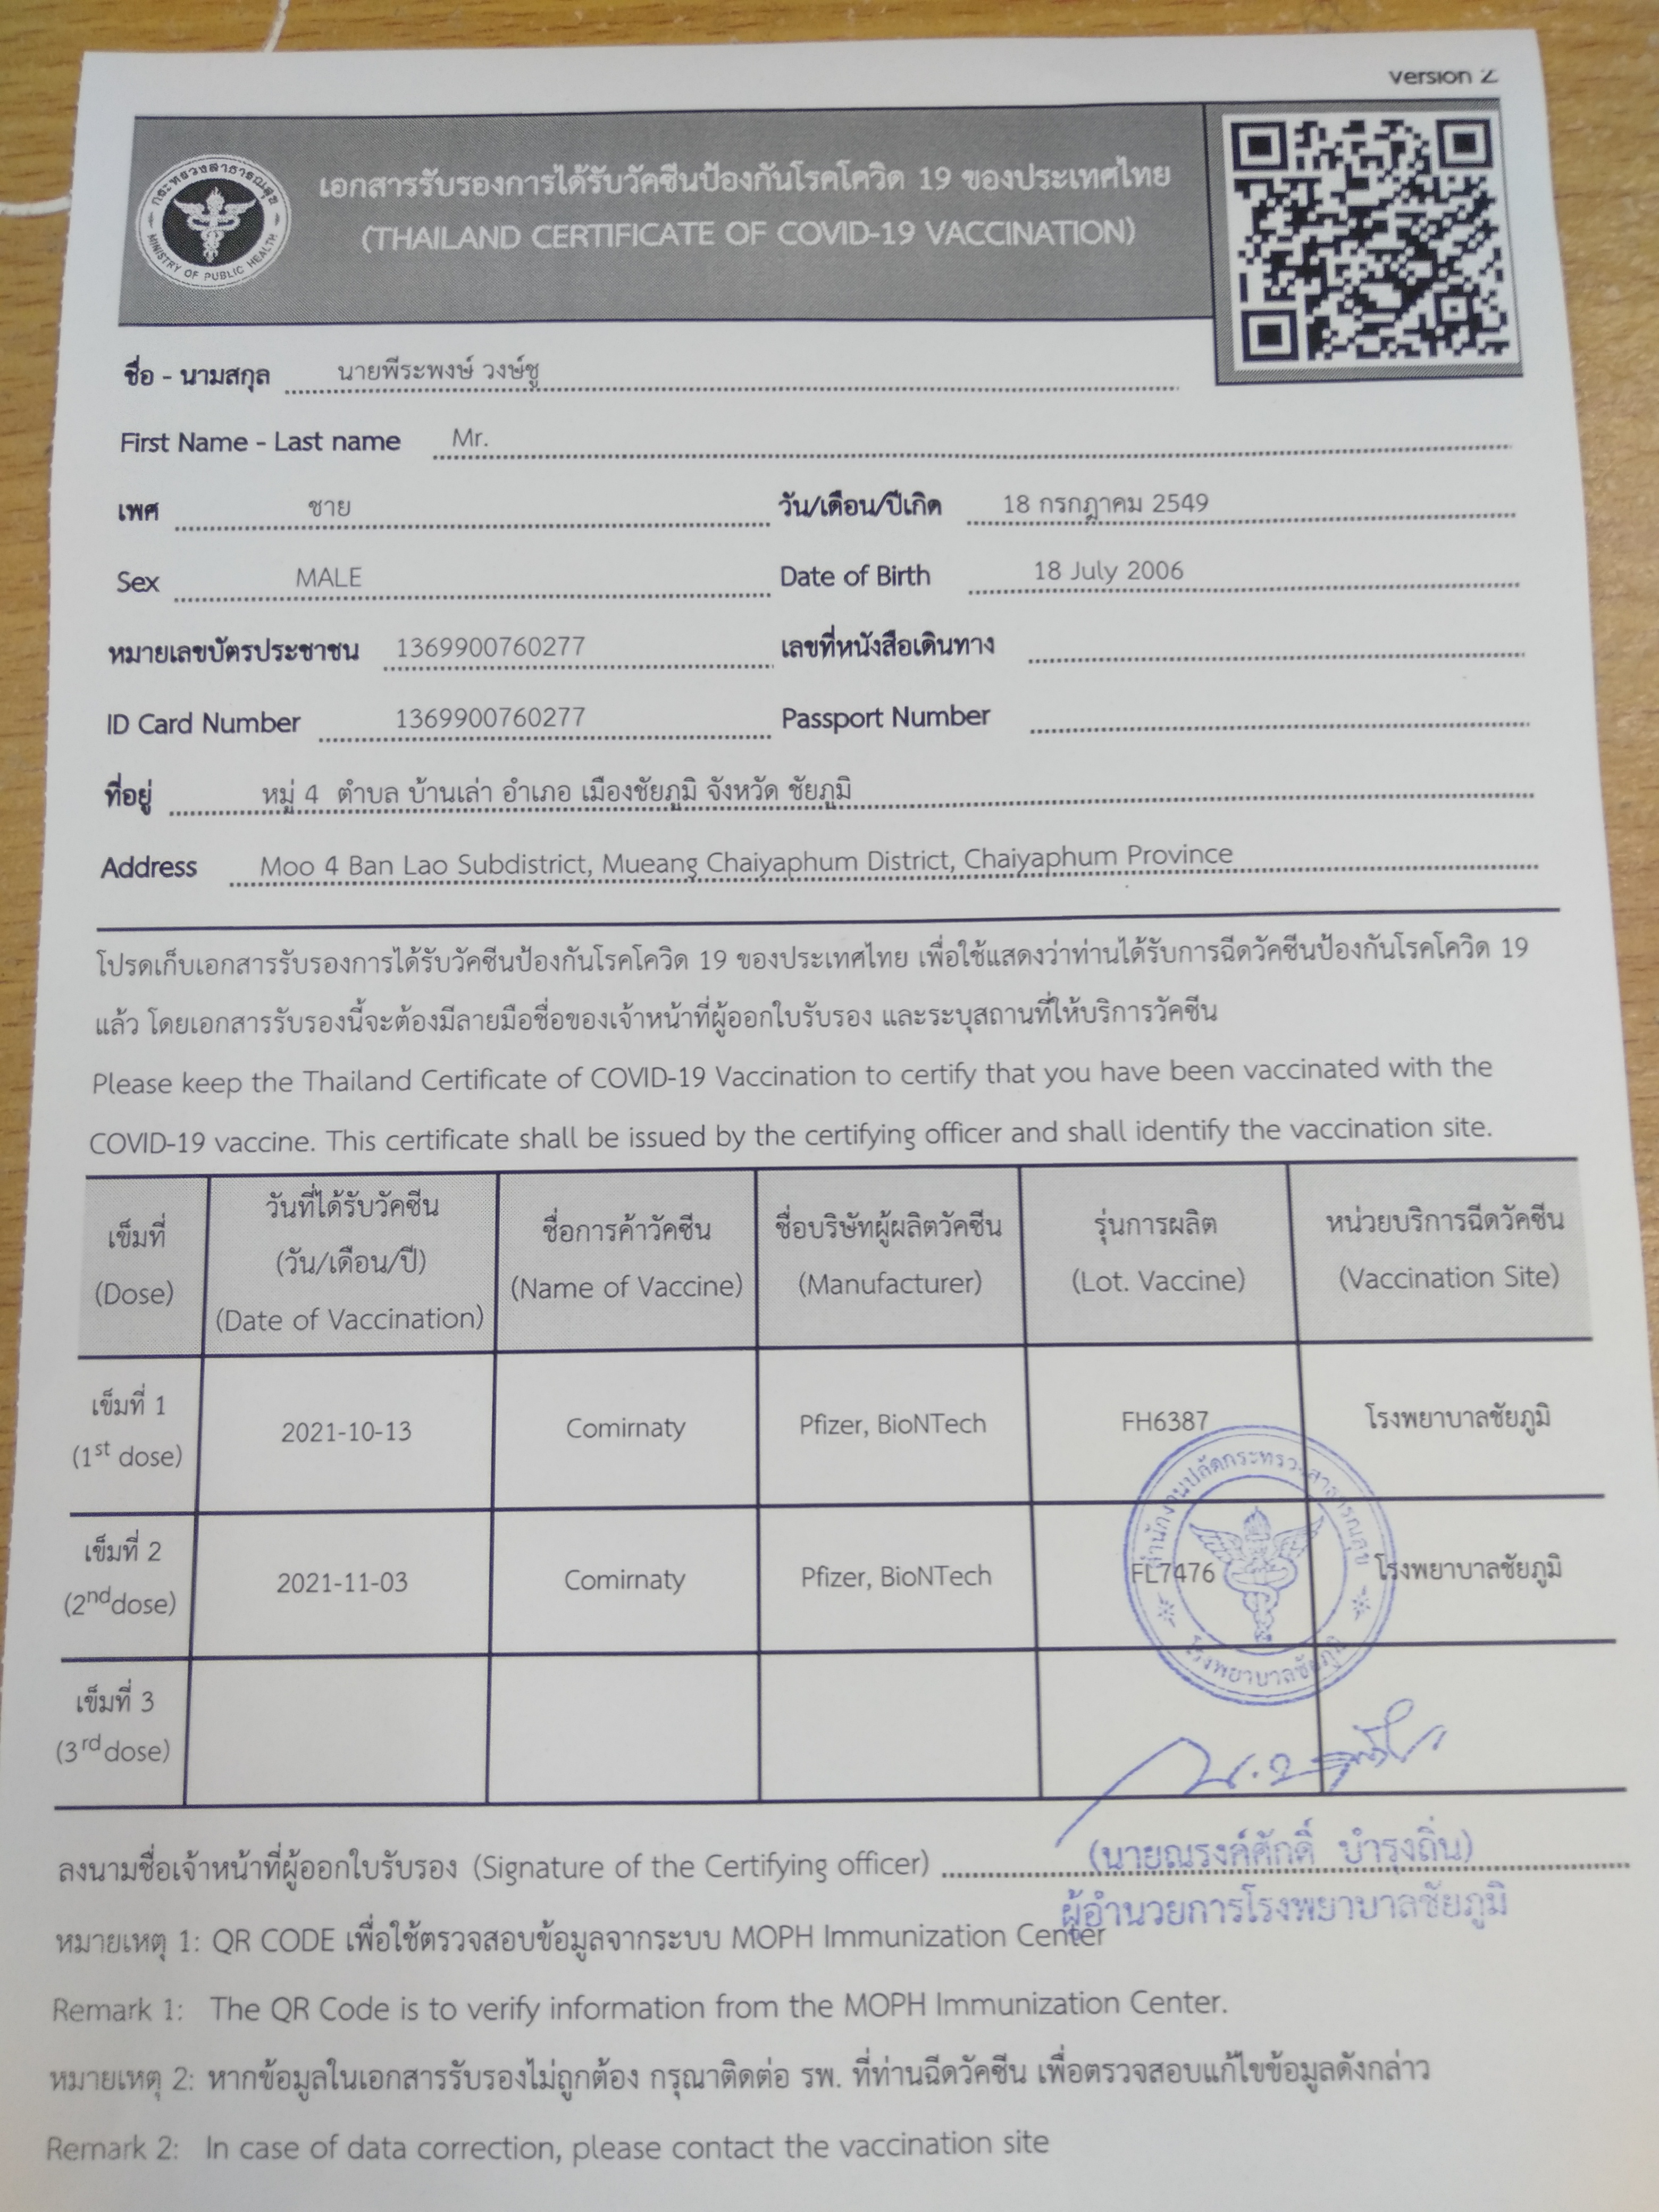 Version 2
กระทรวงสาธารณสุข
MINISTRY OF PUBLIC HEALTH
เอกสารรับรองการได้รับวัคซีนป้องกันโรคโควิด 19 ของประเทศไทย
(THAILAND CERTIFICATE OF COVID-19 VACCINATION)
ชื่อ - นามสกุล นายพีระพงษ์ วงษ์ชู
First Name - Last name Mr.
เพศ ชาย วัน/เดือน/ปีเกิด 18 กรกฎาคม 2549
Sex MALE Date of Birth 18 July 2006
หมายเลขบัตรประชาชน 1369900760277 เลขที่หนังสือเดินทาง
ID Card Number 1369900760277 Passport Number
ที่อยู่ หมู่ 4 ตำบล บ้านเล่า อำเภอ เมืองชัยภูมิ จังหวัด ชัยภูมิ
Address Moo 4 Ban Lao Subdistrict, Mueang Chaiyaphum District, Chaiyaphum Province
โปรดเก็บเอกสารรับรองการได้รับวัคซีนป้องกันโรคโควิด 19 ของประเทศไทย เพื่อใช้แสดงว่าท่านได้รับการฉีดวัคซีนป้องกันโรคโควิด 19
แล้ว โดยเอกสารรับรองนี้จะต้องมีลายมือชื่อของเจ้าหน้าที่ผู้ออกใบรับรอง และระบุสถานที่ให้บริการวัคซีน
Please keep the Thailand Certificate of COVID-19 Vaccination to certify that you have been vaccinated with the
COVID-19 vaccine. This certificate shall be issued by the certifying officer and shall identify the vaccination site.
เข็มที่ (Dose)
วันที่ได้รับวัคซีน (วัน/เดือน/ปี) (Date of Vaccination)
ชื่อการค้าวัคซีน (Name of Vaccine)
ชื่อบริษัทผู้ผลิตวัคซีน (Manufacturer)
รุ่นการผลิต (Lot. Vaccine)
หน่วยบริการฉีดวัคซีน (Vaccination Site)
เข็มที่ 1 (1st dose) 2021-10-13 Comirnaty Pfizer, BioNTech FH6387 โรงพยาบาลชัยภูมิ
เข็มที่ 2 (2nd dose) 2021-11-03 Comirnaty Pfizer, BioNTech FL7476 โรงพยาบาลชัยภูมิ
เข็มที่ 3 (3rd dose)
สำนักงานปลัดกระทรวงสาธารณสุข
โรงพยาบาลชัยภูมิ
ลงนามชื่อเจ้าหน้าที่ผู้ออกใบรับรอง (Signature of the Certifying officer) (นายณรงค์ศักดิ์ บำรุงถิ่น)
ผู้อำนวยการโรงพยาบาลชัยภูมิ
หมายเหตุ 1: QR CODE เพื่อใช้ตรวจสอบข้อมูลจากระบบ MOPH Immunization Center
Remark 1: The QR Code is to verify information from the MOPH Immunization Center.
หมายเหตุ 2: หากข้อมูลในเอกสารรับรองไม่ถูกต้อง กรุณาติดต่อ รพ. ที่ท่านฉีดวัคซีน เพื่อตรวจสอบแก้ไขข้อมูลดังกล่าว
Remark 2: In case of data correction, please contact the vaccination site